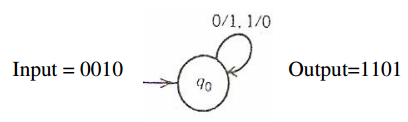 0/1, 1/0
Input = 0010
q0
Output=1101